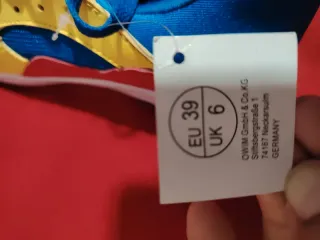 EU 39
UK 6
OWIM GmbH & Co.KG
Stiftsbergstraße 1
74167 Neckarsulm
GERMANY